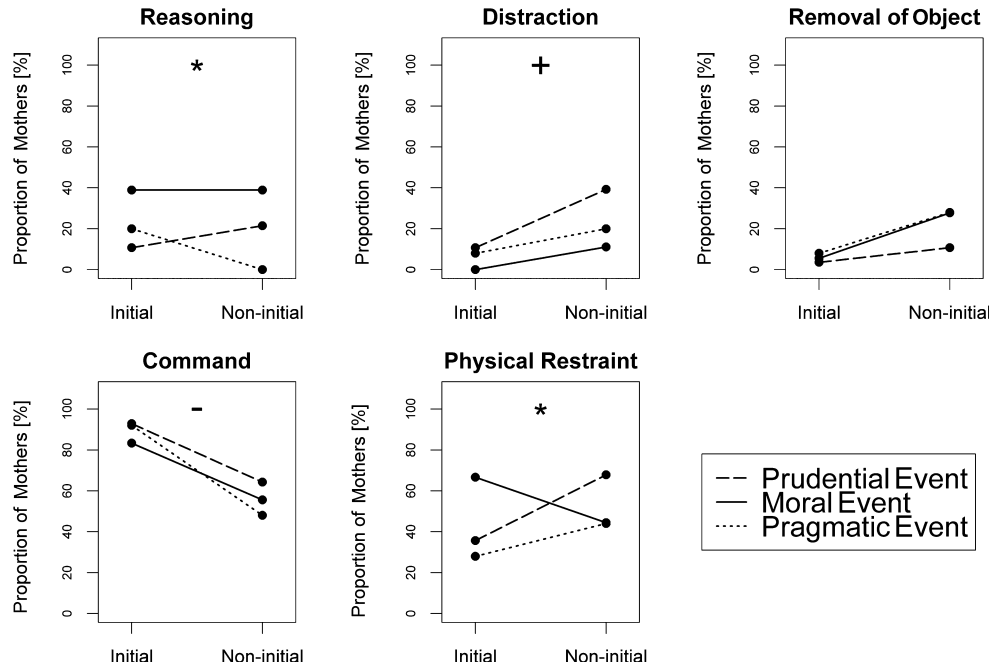 Reasoning
Proportion of Mothers [%]
100
80
60
40
20
0
*
Initial Non-initial
Distraction
Proportion of Mothers [%]
100
80
60
40
20
0
+
Initial Non-initial
Removal of Object
Proportion of Mothers [%]
100
80
60
40
20
0
Initial Non-initial
Command
Proportion of Mothers [%]
100
80
60
40
20
0
-
Initial Non-initial
Physical Restraint
Proportion of Mothers [%]
100
80
60
40
20
0
*
Initial Non-initial
Prudential Event
Moral Event
Pragmatic Event